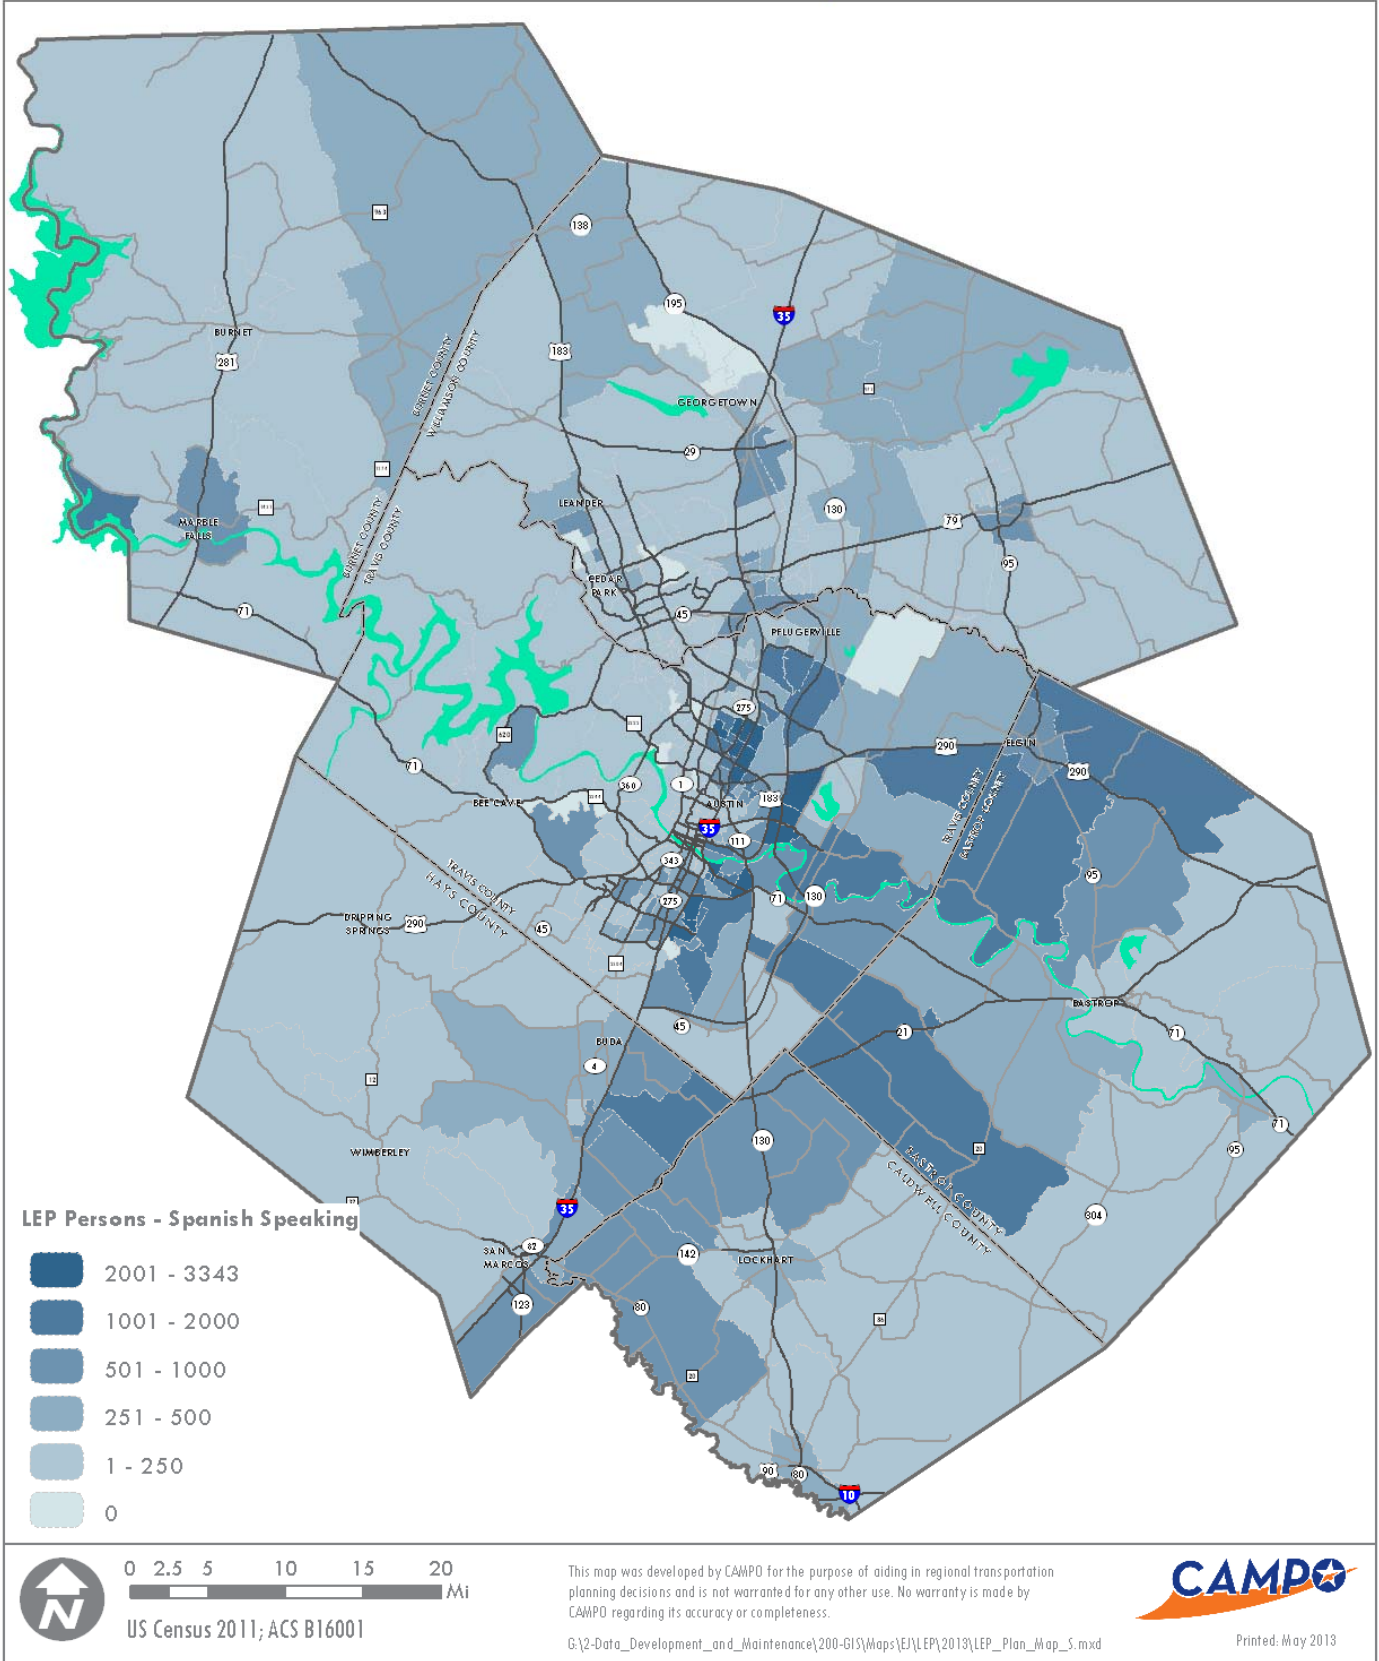 138
963
195
35
BURNET
281
183
BURNET COUNTY
WILLIAMSON COUNTY
GEORGETOWN
29
LEANDER
130
79
MARBLE
FALLS
BURNET COUNTY
TRAVIS COUNTY
95
CEDAR
PARK
71
45
PFLUGERVILLE
275
620
290
ELGIN
290
71
360
1
BEE CAVE
AUSTIN
183
TRAVIS COUNTY
BASTROP COUNTY
35
111
343
95
TRAVIS COUNTY
HAYS COUNTY
275
71
130
DRIPPING
SPRINGS
290
45
BASTROP
45
21
71
BUDA
4
12
130
71
WIMBERLEY
20
95
BASTROP COUNTY
CALDWELL COUNTY
304
35
LEP Persons - Spanish Speaking
82
SAN
MARCOS
142
LOCKHART
123
80
86
20
2001 - 3343
1001 - 2000
501 - 1000
251 - 500
1 - 250
0
90
80
10
N
0 2.5 5 10 15 20
Mi
US Census 2011; ACS B16001
This map was developed by CAMPO for the purpose of aiding in regional transportation
planning decisions and is not warranted for any other use. No warranty is made by
CAMPO regarding its accuracy or completeness.
G:\2-Data_Development_and_Maintenance\200-GIS\Maps\EJ\LEP\2013\LEP_Plan_Map_S.mxd
CAMPO
Printed: May 2013